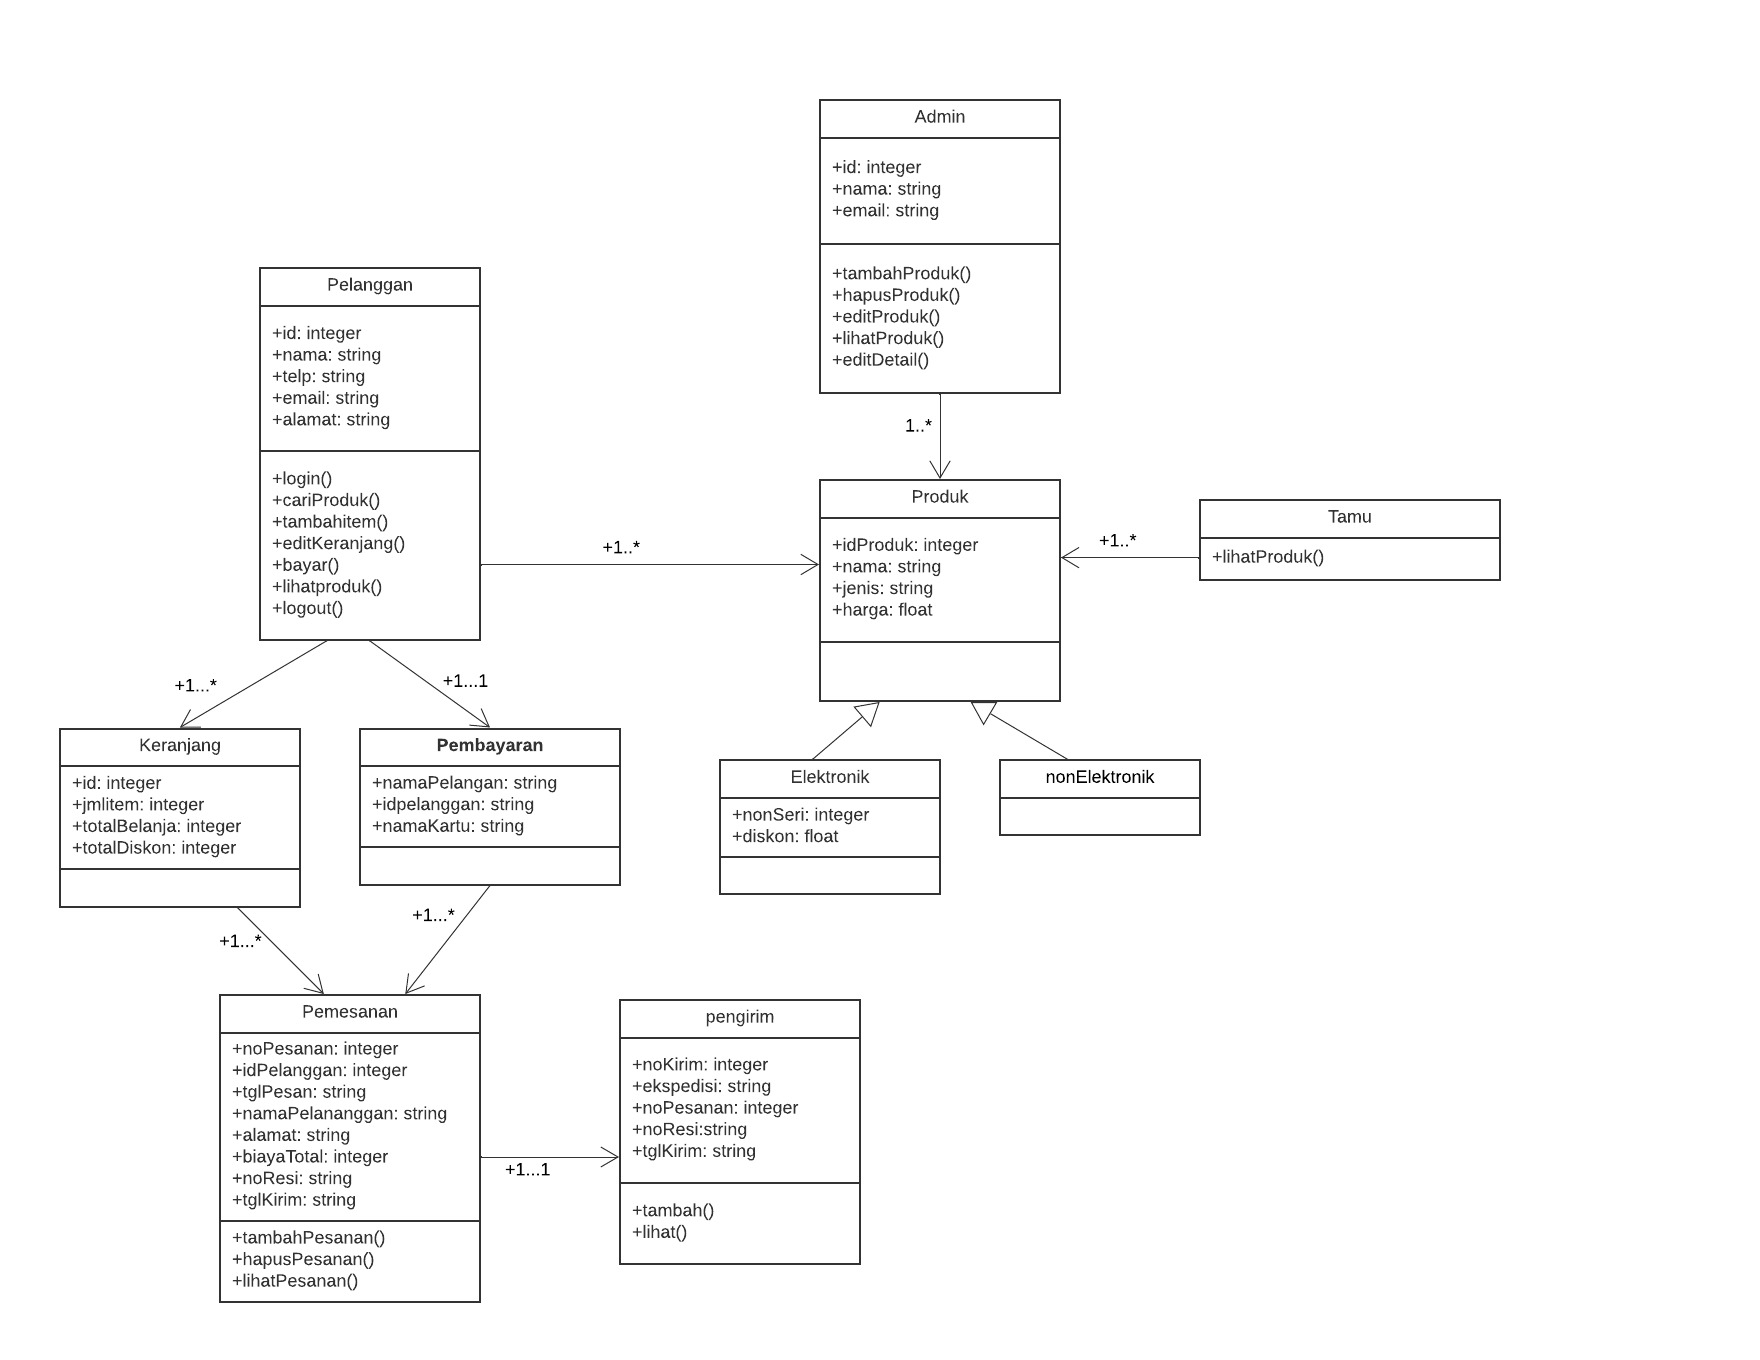 Admin
+id: integer
+nama: string
+email: string
+tambahProduk()
+hapusProduk()
+editProduk()
+lihatProduk()
+editDetail()
1..*
Pelanggan
+id: integer
+nama: string
+telp: string
+email: string
+alamat: string
+login()
+cariProduk()
+tambahitem()
+editKeranjang()
+bayar()
+lihatproduk()
+logout()
+1..*
Produk
+idProduk: integer
+nama: string
+jenis: string
+harga: float
+1..*
Tamu
+lihatProduk()
+1...*
+1...1
Keranjang
+id: integer
+jmlitem: integer
+totalBelanja: integer
+totalDiskon: integer
Pembayaran
+namaPelangan: string
+idpelanggan: string
+namaKartu: string
Elektronik
+nonSeri: integer
+diskon: float
nonElektronik
+1...*
+1...*
Pemesanan
+noPesanan: integer
+idPelanggan: integer
+tglPesan: string
+namaPelananggan: string
+alamat: string
+biayaTotal: integer
+noResi: string
+tglKirim: string
+tambahPesanan()
+hapusPesanan()
+lihatPesanan()
+1...1
pengirim
+noKirim: integer
+ekspedisi: string
+noPesanan: integer
+noResi:string
+tglKirim: string
+tambah()
+lihat()